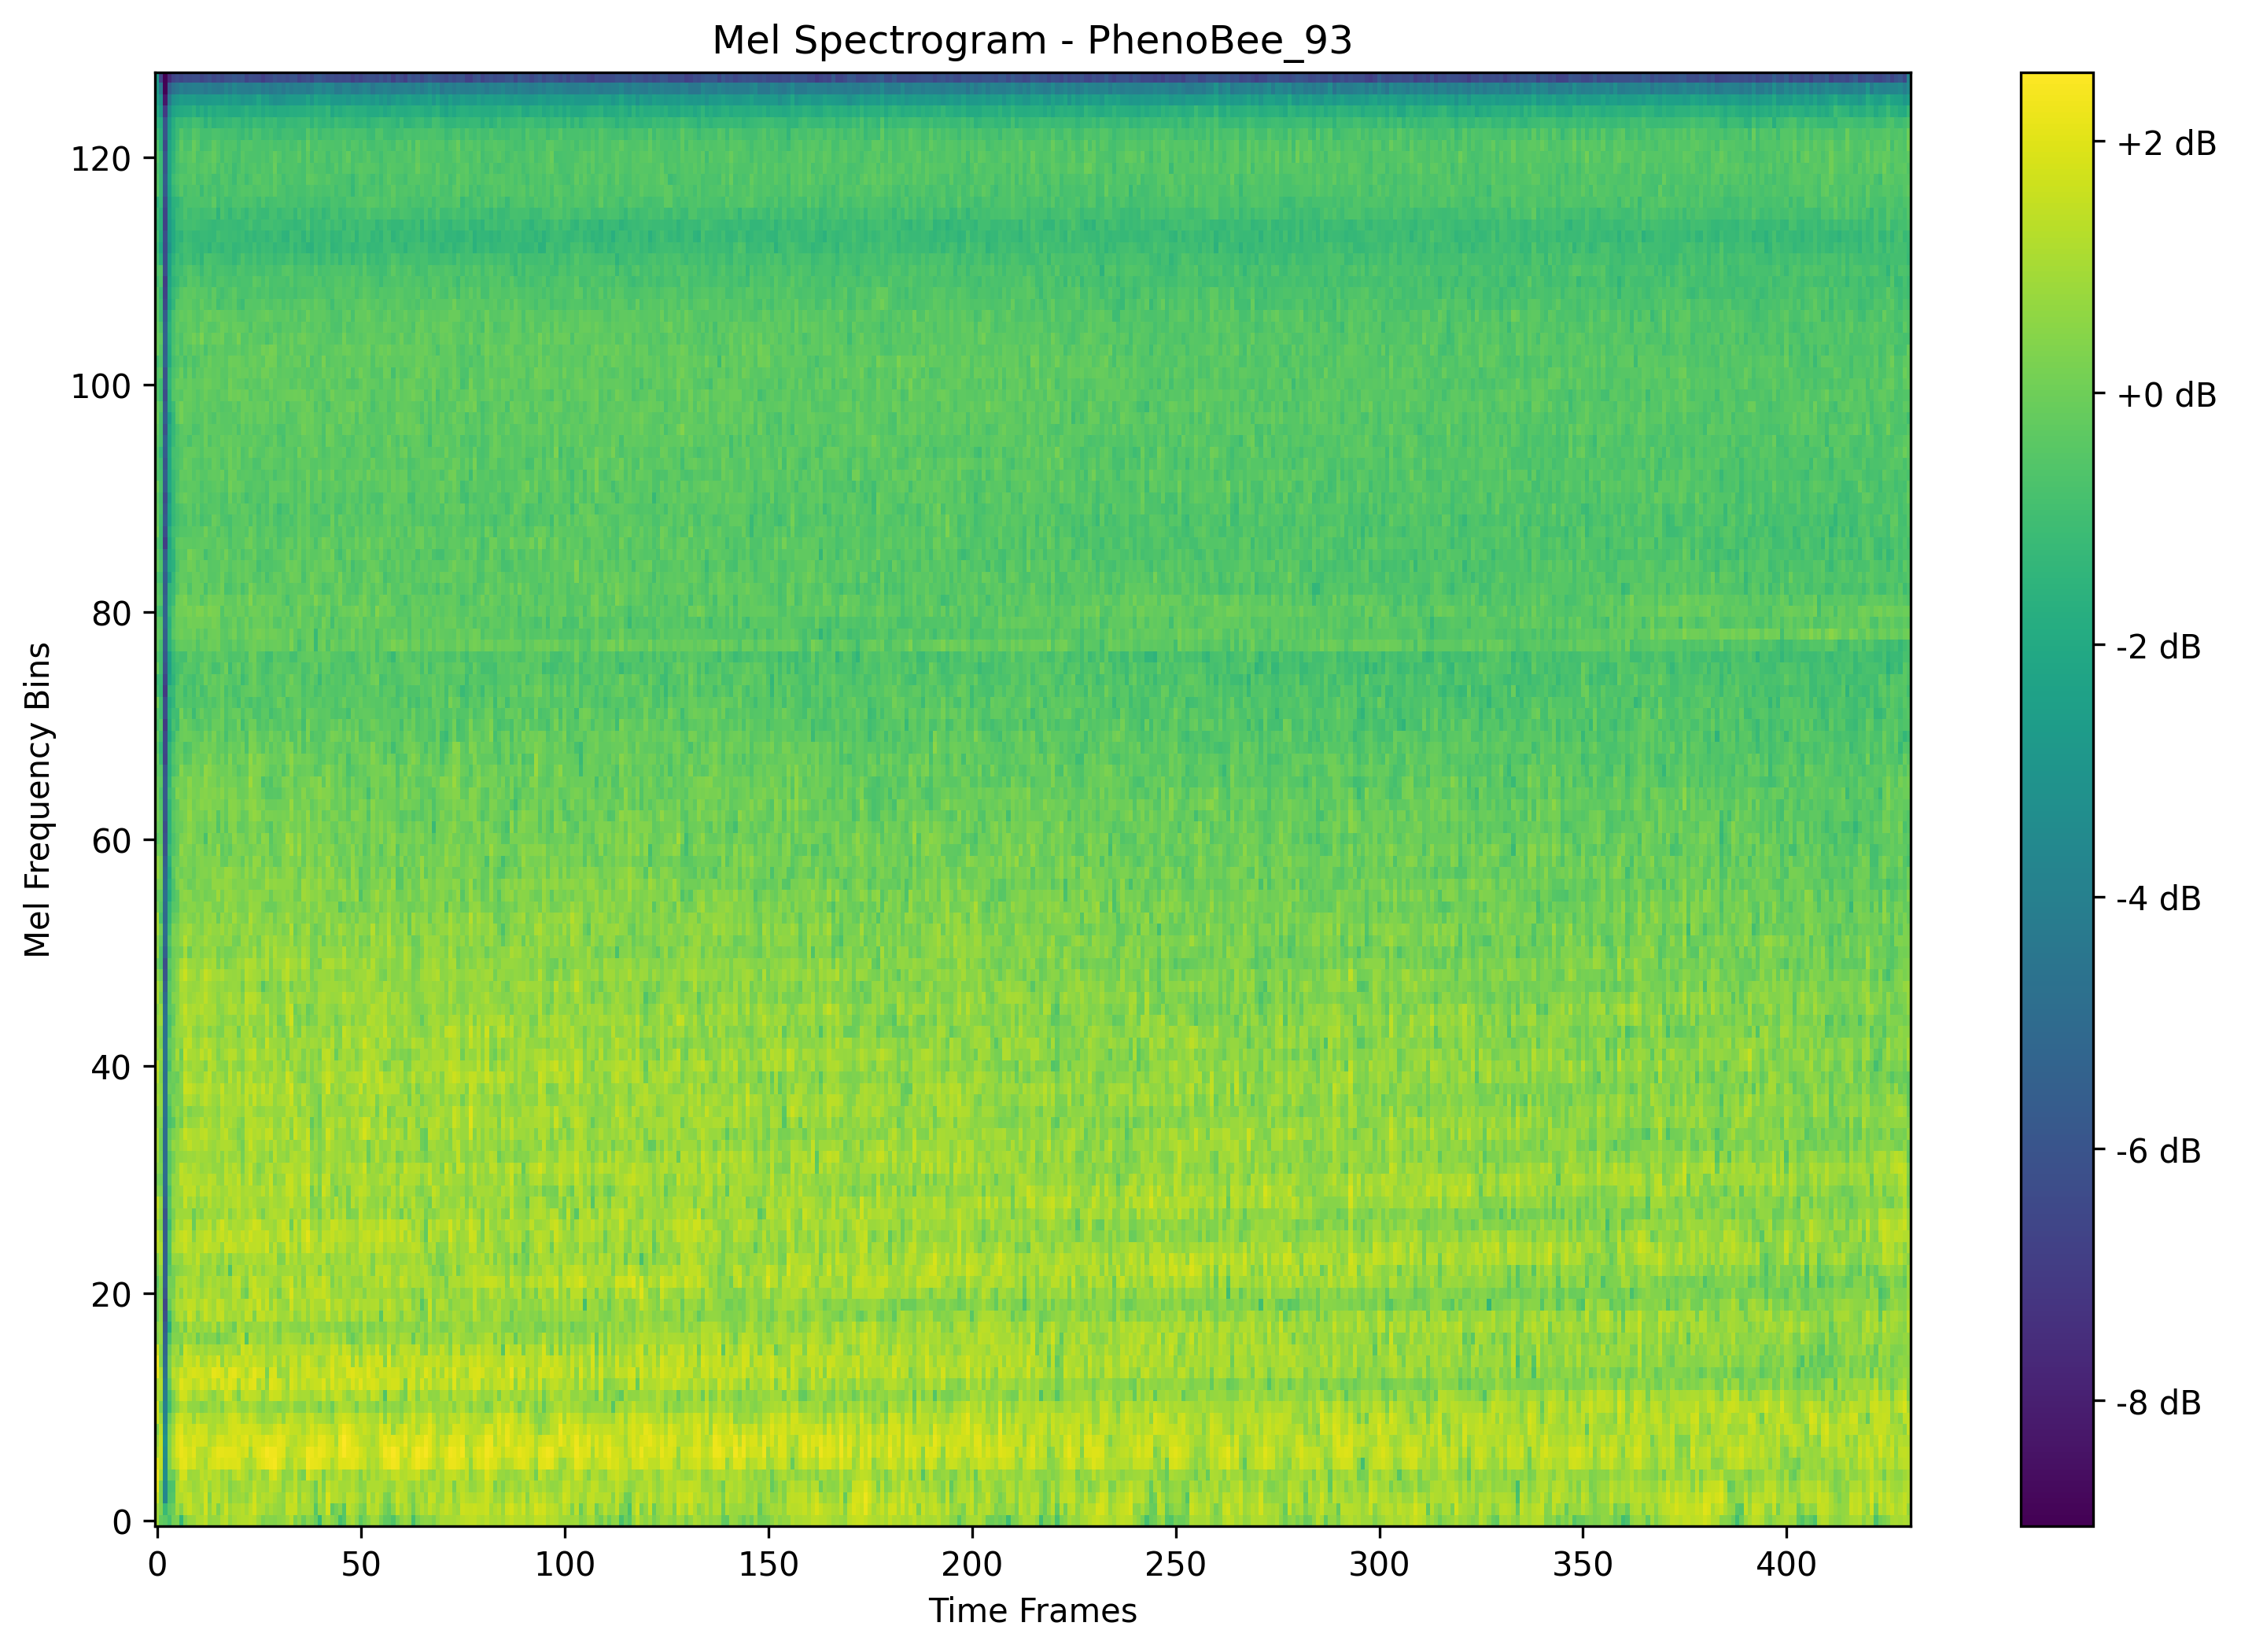 Mel Spectrogram - PhenoBee_93
Mel Frequency Bins
120
100
80
60
40
20
0
0 50 100 150 200 250 300 350 400
Time Frames
+2 dB
+0 dB
-2 dB
-4 dB
-6 dB
-8 dB